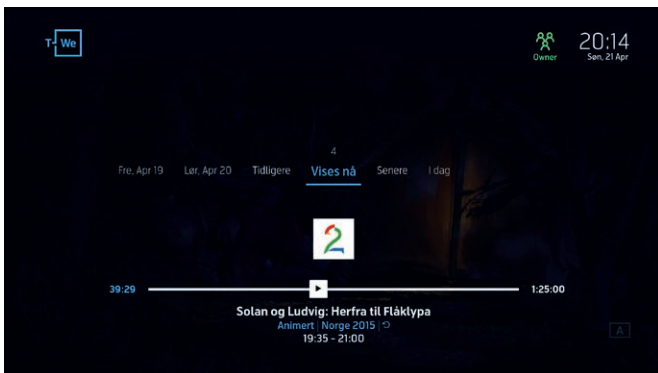 T- We
Owner
20:14
Søn, 21 Apr
4
Fre, Apr 19 Lør, Apr 20 Tidligere Vises nå Senere I dag
2
39:29 1:25:00
Solan og Ludvig: Herfra til Flåklypa
Animert | Norge 2015 |
19:35 - 21:00
A